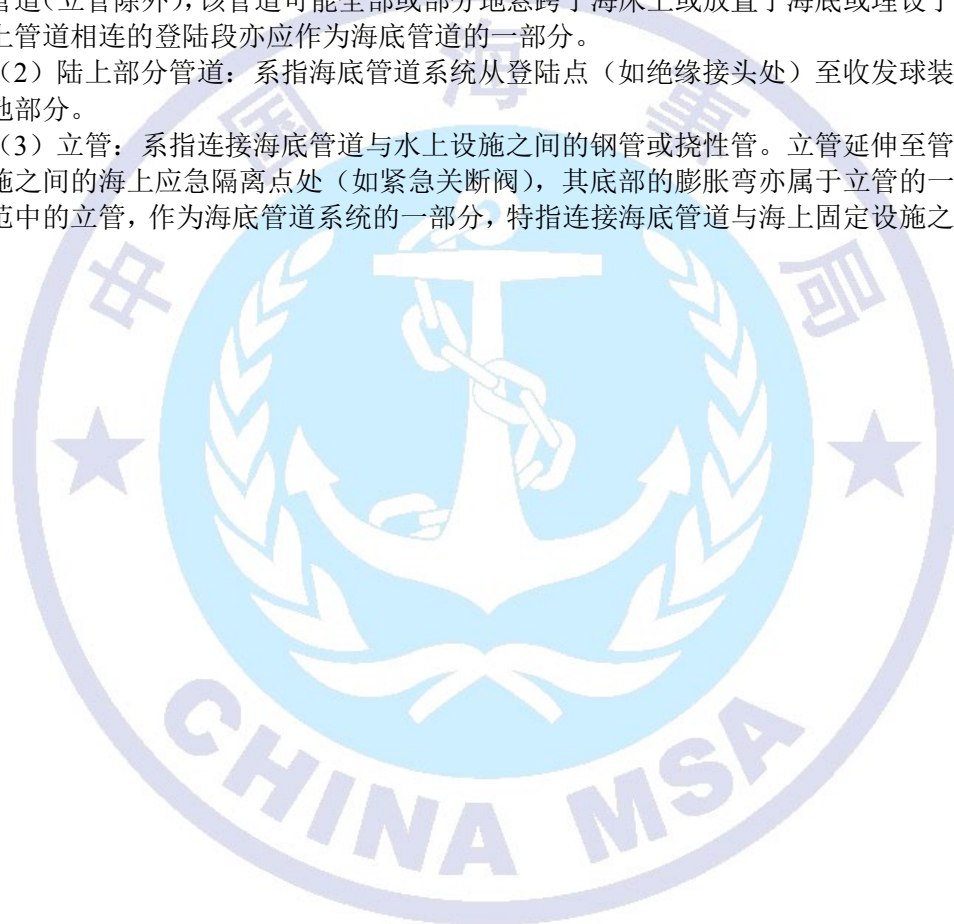 管道(立管除外)，该管道可能全部或部分地悬跨于海床上或放置于海底或埋设于
上管道相连的登陆段亦应作为海底管道的一部分。
（2）陆上部分管道：系指海底管道系统从登陆点（如绝缘接头处）至收发球装
地部分。
（3）立管：系指连接海底管道与水上设施之间的钢管或挠性管。立管延伸至管
施之间的海上应急隔离点处（如紧急关断阀），其底部的膨胀弯亦属于立管的一
范中的立管，作为海底管道系统的一部分，特指连接海底管道与海上固定设施之
中国海事局
CHINA MSA